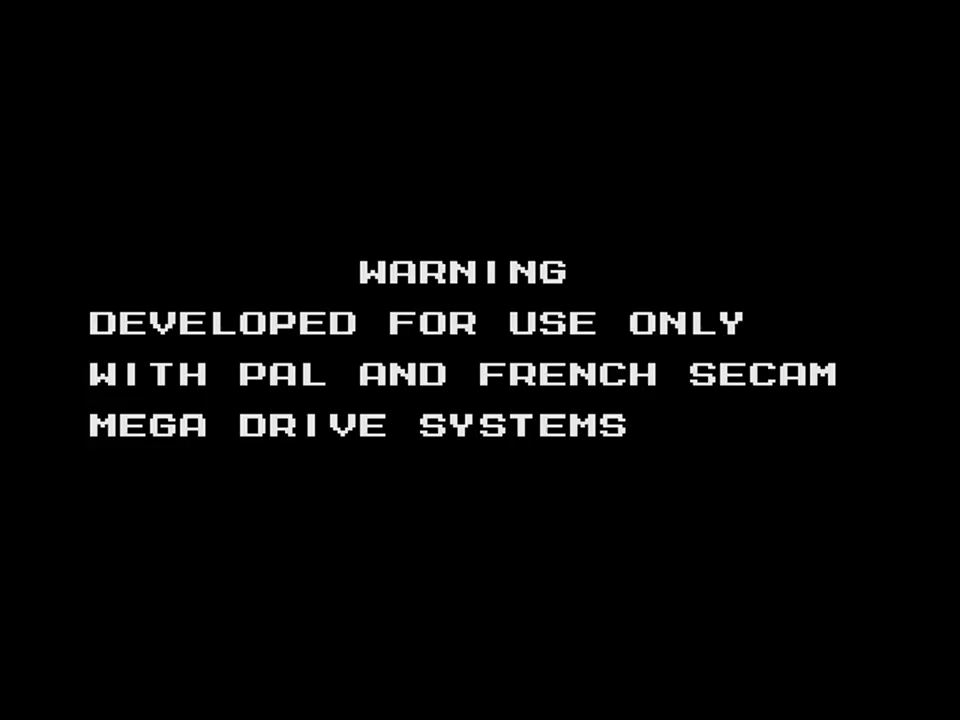 WARNING
DEVELOPED FOR USE ONLY
WITH PAL AND FRENCH SECAM
MEGA DRIVE SYSTEMS